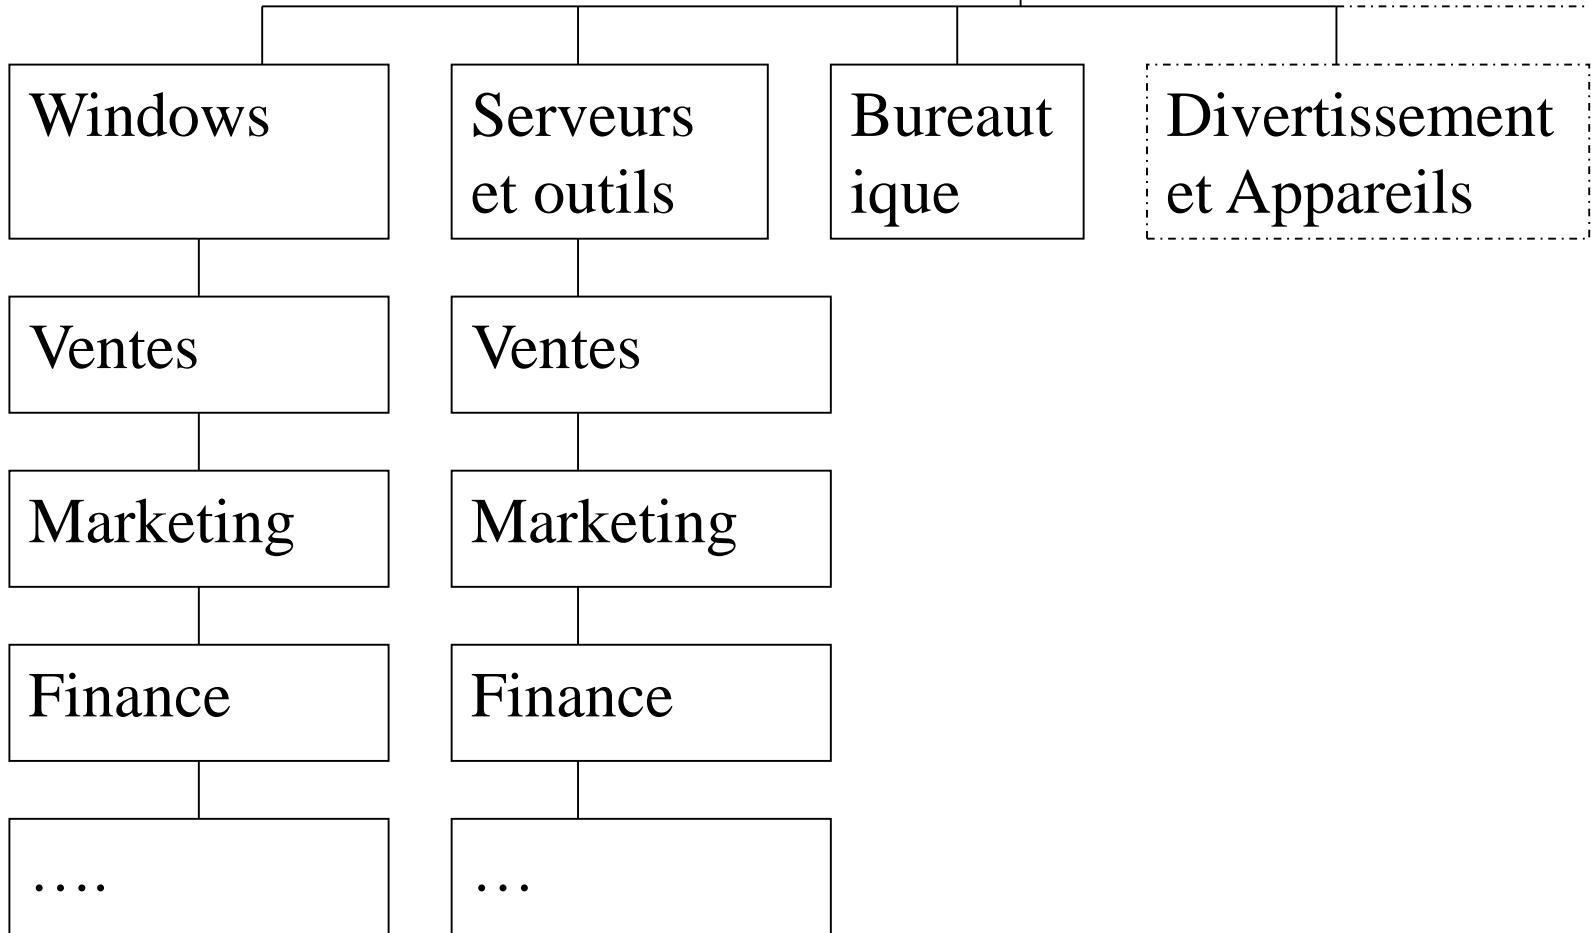 Windows
Serveurs
et outils
Bureaut
ique
Divertissement
et Appareils
Ventes
Ventes
Marketing
Marketing
Finance
Finance
….
…